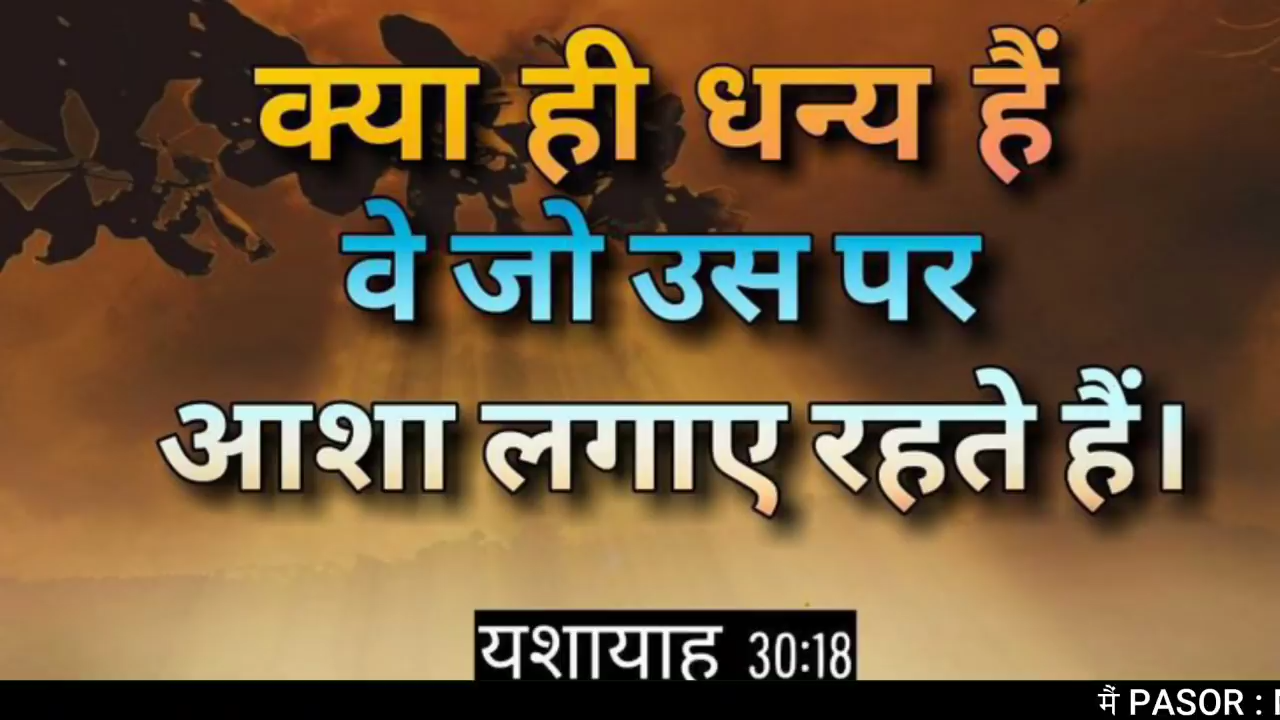 क्या ही धन्य हैं
वे जो उस पर
आशा लगाए रहते हैं।
यशायाह 30:18
मैं PASOR :